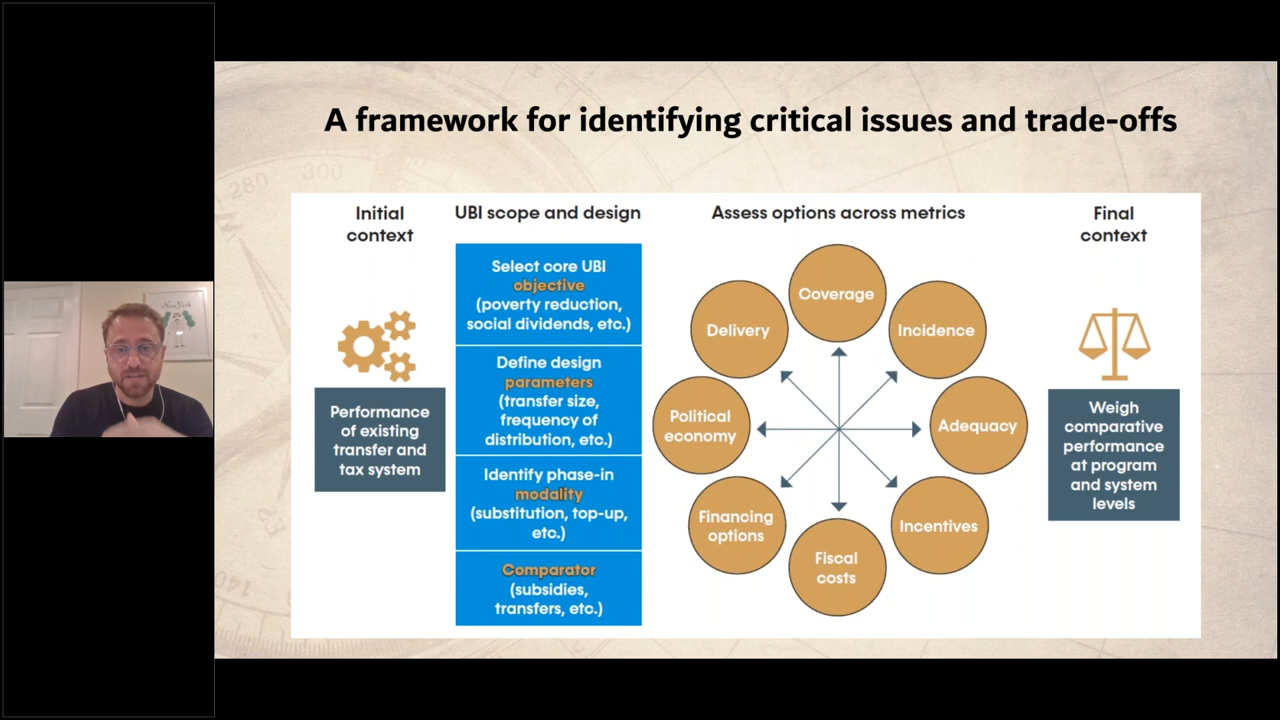 A framework for identifying critical issues and trade-offs
Initial
context
Performance
of existing
transfer and
tax system
UBI scope and design
Select core UBI
objective
(poverty reduction,
social dividends, etc.)
Define design
parameters
(transfer size,
frequency of
distribution, etc.)
Identify phase-in
modality
(substitution, top-up,
etc.)
Comparator
(subsidies,
transfers, etc.)
Assess options across metrics
Coverage
Incidence
Adequacy
Incentives
Fiscal
costs
Financing
options
Political
economy
Delivery
Final
context
Weigh
comparative
performance
at program
and system
levels
280
300
140